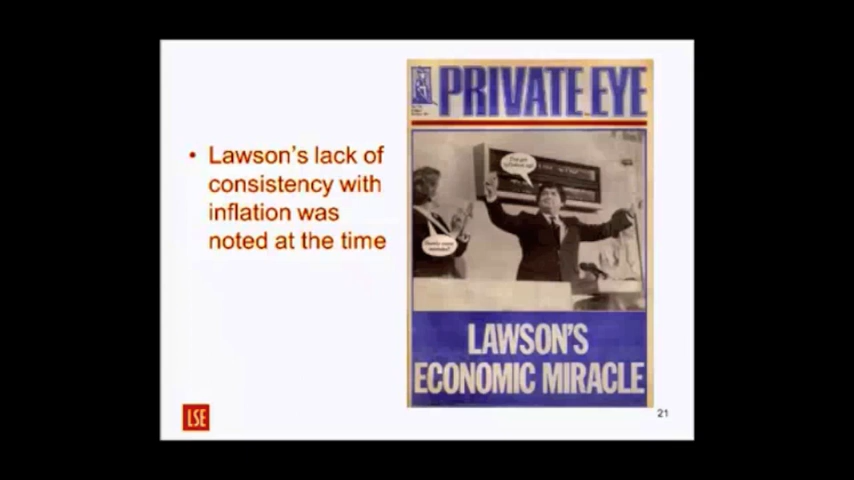 • Lawson's lack of
consistency with
inflation was
noted at the time
PRIVATE EYE
LAWSON'S
ECONOMIC MIRACLE
LSE
21